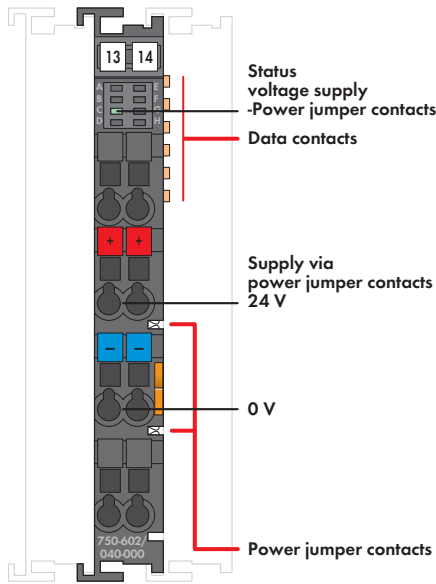 13 14
A E
B F
C G
D H
Status
voltage supply
-Power jumper contacts
Data contacts
+ +
Supply via
power jumper contacts
24 V
− −
0 V
750-602/
040-000
Power jumper contacts